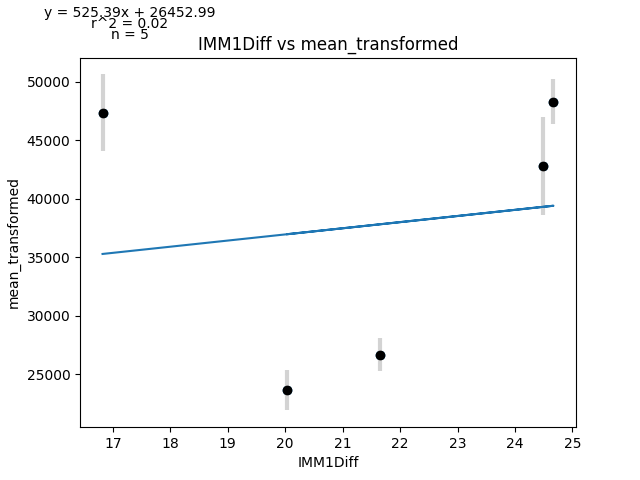 y = 525.39x + 26452.99
r^2 = 0.02
n = 5
IMM1Diff vs mean_transformed
50000
45000
40000
35000
30000
25000
mean_transformed
17 18 19 20 21 22 23 24 25
IMM1Diff